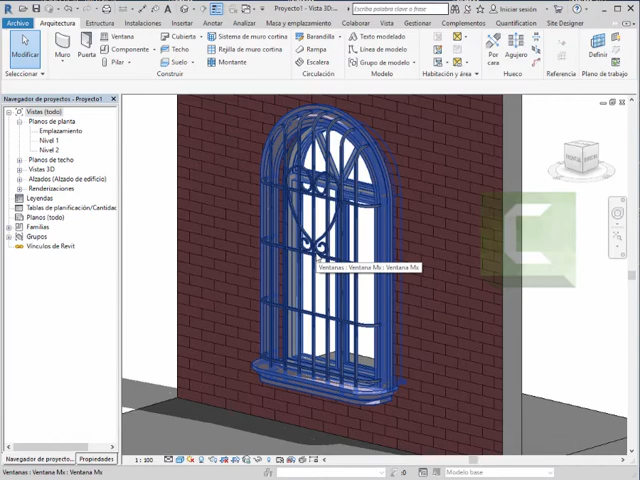 Proyecto1 - Vista 3D...
Escriba palabra clave o frase
Iniciar sesión
Archivo Arquitectura Estructura Instalaciones Insertar Anotar Analizar Masa y emplazamiento Colaborar Vista Gestionar Complementos Quantification Site Designer
Modificar
Muro
Puerta
Ventana
Componente
Pilar
Cubierta
Techo
Suelo
Sistema de muro cortina
Rejilla de muro cortina
Montante
Barandilla
Rampa
Escalera
Texto modelado
Línea de modelo
Grupo de modelo
Por cara
Agujero
Definir
Seleccionar
Construir
Circulación
Modelo
Habitación y área
Hueco
Referencia
Plano de trabajo
Navegador de proyectos - Proyecto1
Vistas (todo)
Planos de planta
Emplazamiento
Nivel 1
Nivel 2
Planos de techo
Vistas 3D
Alzados (Alzado de edificio)
Renderizaciones
Leyendas
Tablas de planificación/Cantidad
Planos (todo)
Familias
Grupos
Vínculos de Revit
Ventanas : Ventana Mx : Ventana Mx
C
Navegador de proyecto...
Propiedades
1 : 100
Ventanas : Ventana Mx : Ventana Mx
:0
Modelo base